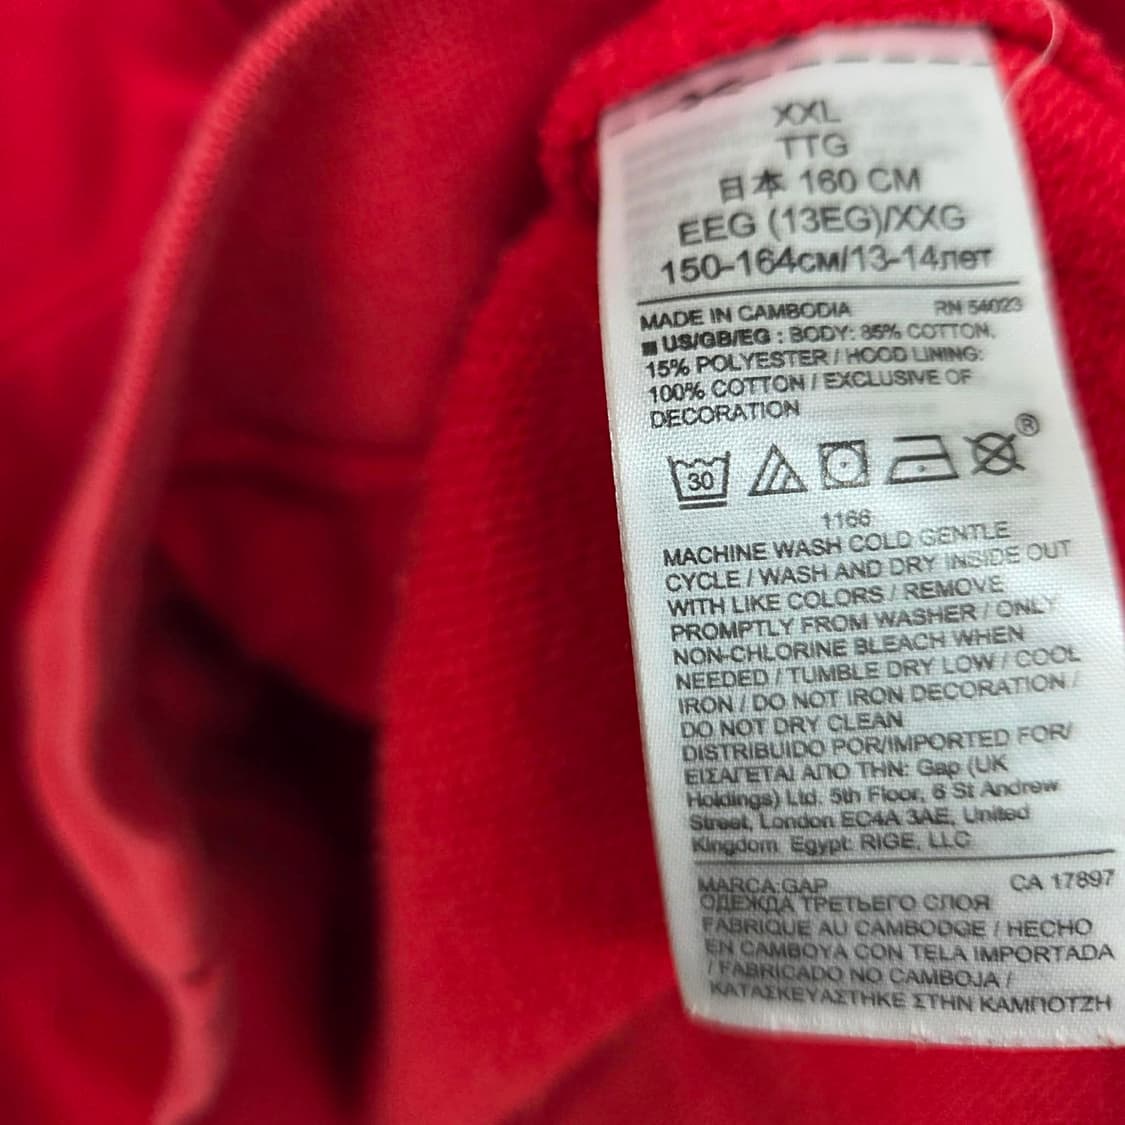 XXL
TTG
日本 160 CM
EEG (13EG)/XXG
150-164см/13-14лет
MADE IN CAMBODIA RN 54023
■ US/GB/EG : BODY: 85% COTTON,
15% POLYESTER / HOOD LINING:
100% COTTON / EXCLUSIVE OF
DECORATION
30 ®
1166
MACHINE WASH COLD GENTLE
CYCLE / WASH AND DRY INSIDE OUT
WITH LIKE COLORS / REMOVE
PROMPTLY FROM WASHER / ONLY
NON-CHLORINE BLEACH WHEN
NEEDED / TUMBLE DRY LOW / COOL
IRON / DO NOT IRON DECORATION /
DO NOT DRY CLEAN
DISTRIBUIDO POR/IMPORTED FOR/
ΕΙΣΑΓΕΤΑΙ ΑΠΟ ΤΗΝ: Gap (UK
Holdings) Ltd. 5th Floor, 6 St Andrew
Street, London EC4A 3AE, United
Kingdom Egypt: RIGE, LLC
MARCA:GAP CA 17897
ОДЕЖДА ТРЕТЬЕГО СЛОЯ
FABRIQUE AU CAMBODGE / HECHO
EN CAMBOYA CON TELA IMPORTADA
/ FABRICADO NO CAMBOJA /
ΚΑΤΑΣΚΕΥΑΣΤΗΚΕ ΣΤΗΝ ΚΑΜΠΟΤΖΗ